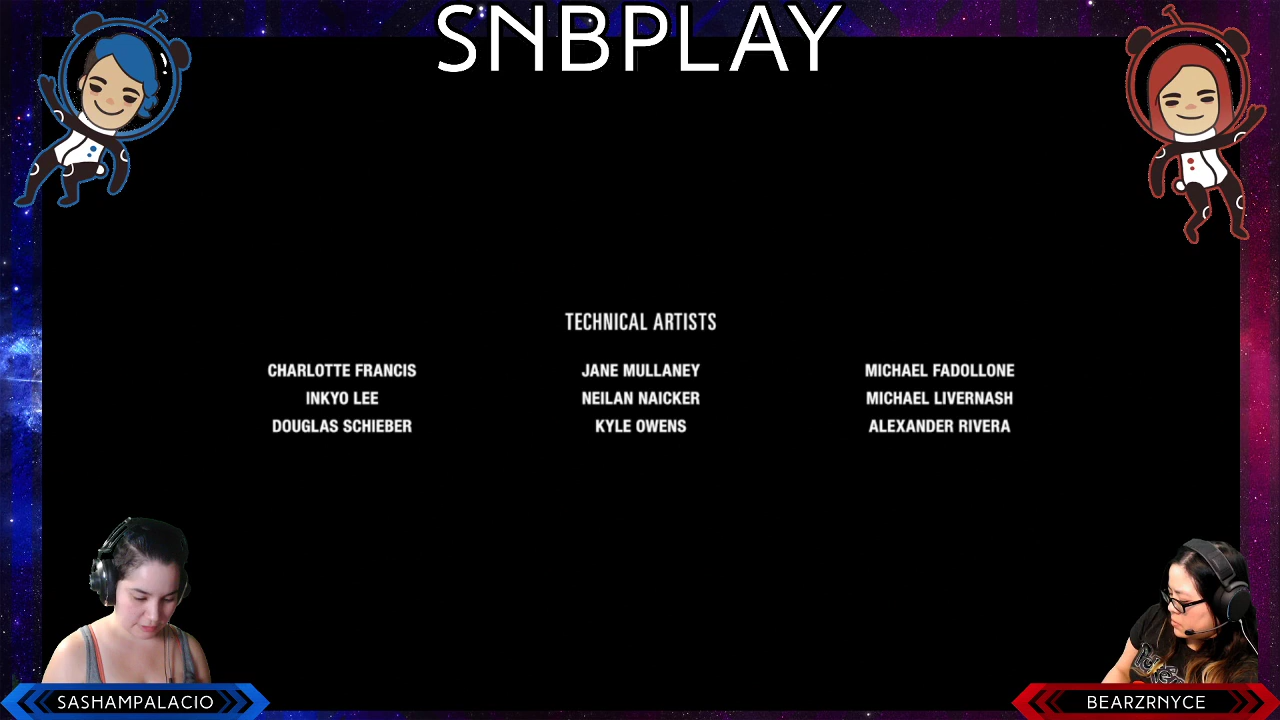 SNBPLAY
TECHNICAL ARTISTS
CHARLOTTE FRANCIS JANE MULLANEY MICHAEL FADOLLONE
INKYO LEE NEILAN NAICKER MICHAEL LIVERNASH
DOUGLAS SCHIEBER KYLE OWENS ALEXANDER RIVERA
SASHAMPALACIO BEARZRNYCE